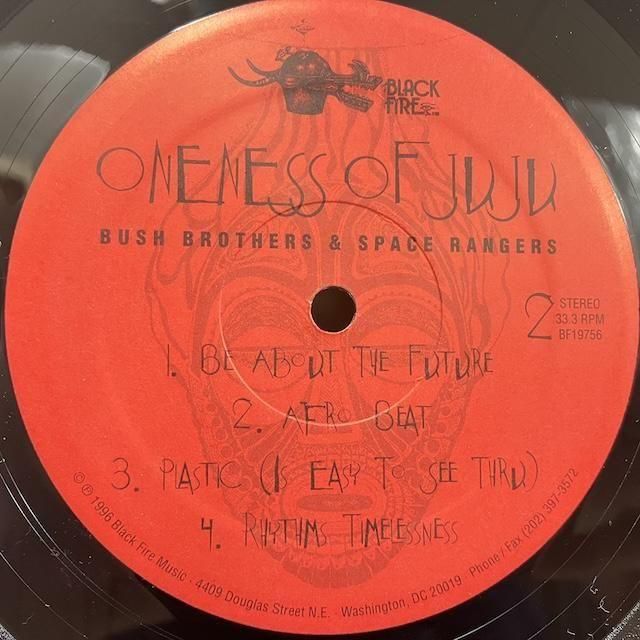 BLACK
FIRE
ONENESS OF JUJU
BUSH BROTHERS & SPACE RANGERS
2
STEREO
33.3 RPM
BF19756
1. BE ABOUT THE FUTURE
2. AFRO BEAT
3. PLASTIC (IS EASY TO SEE THRU)
4. RHYTHMS TIMELESSNESS
© ℗ 1996 Black Fire Music · 4409 Douglas Street N.E. · Washington, DC 20019 · Phone / Fax (202) 397-3572